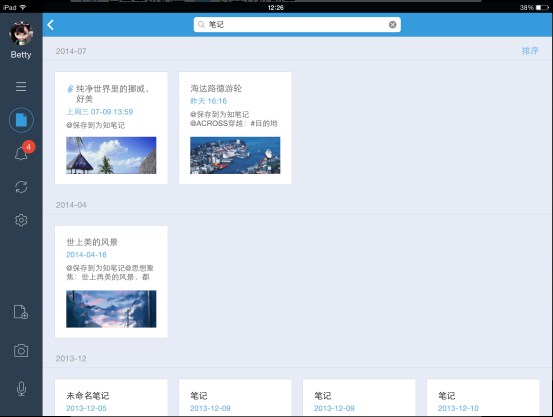 iPad 12:26 38%
笔记
Betty
4
2014-07 排序
纯净世界里的挪威，
好美
上周三 07-09 13:59
@保存到为知笔记
海达路德游轮
昨天 16:16
@保存到为知笔记
@ACROSS穿越：#目的地
2014-04
世上美的风景
2014-04-16
@保存到为知笔记@思想聚
焦：世上再美的风景，都
2013-12
未命名笔记
2013-12-05
笔记
2013-12-09
笔记
2013-12-09
笔记
2013-12-10